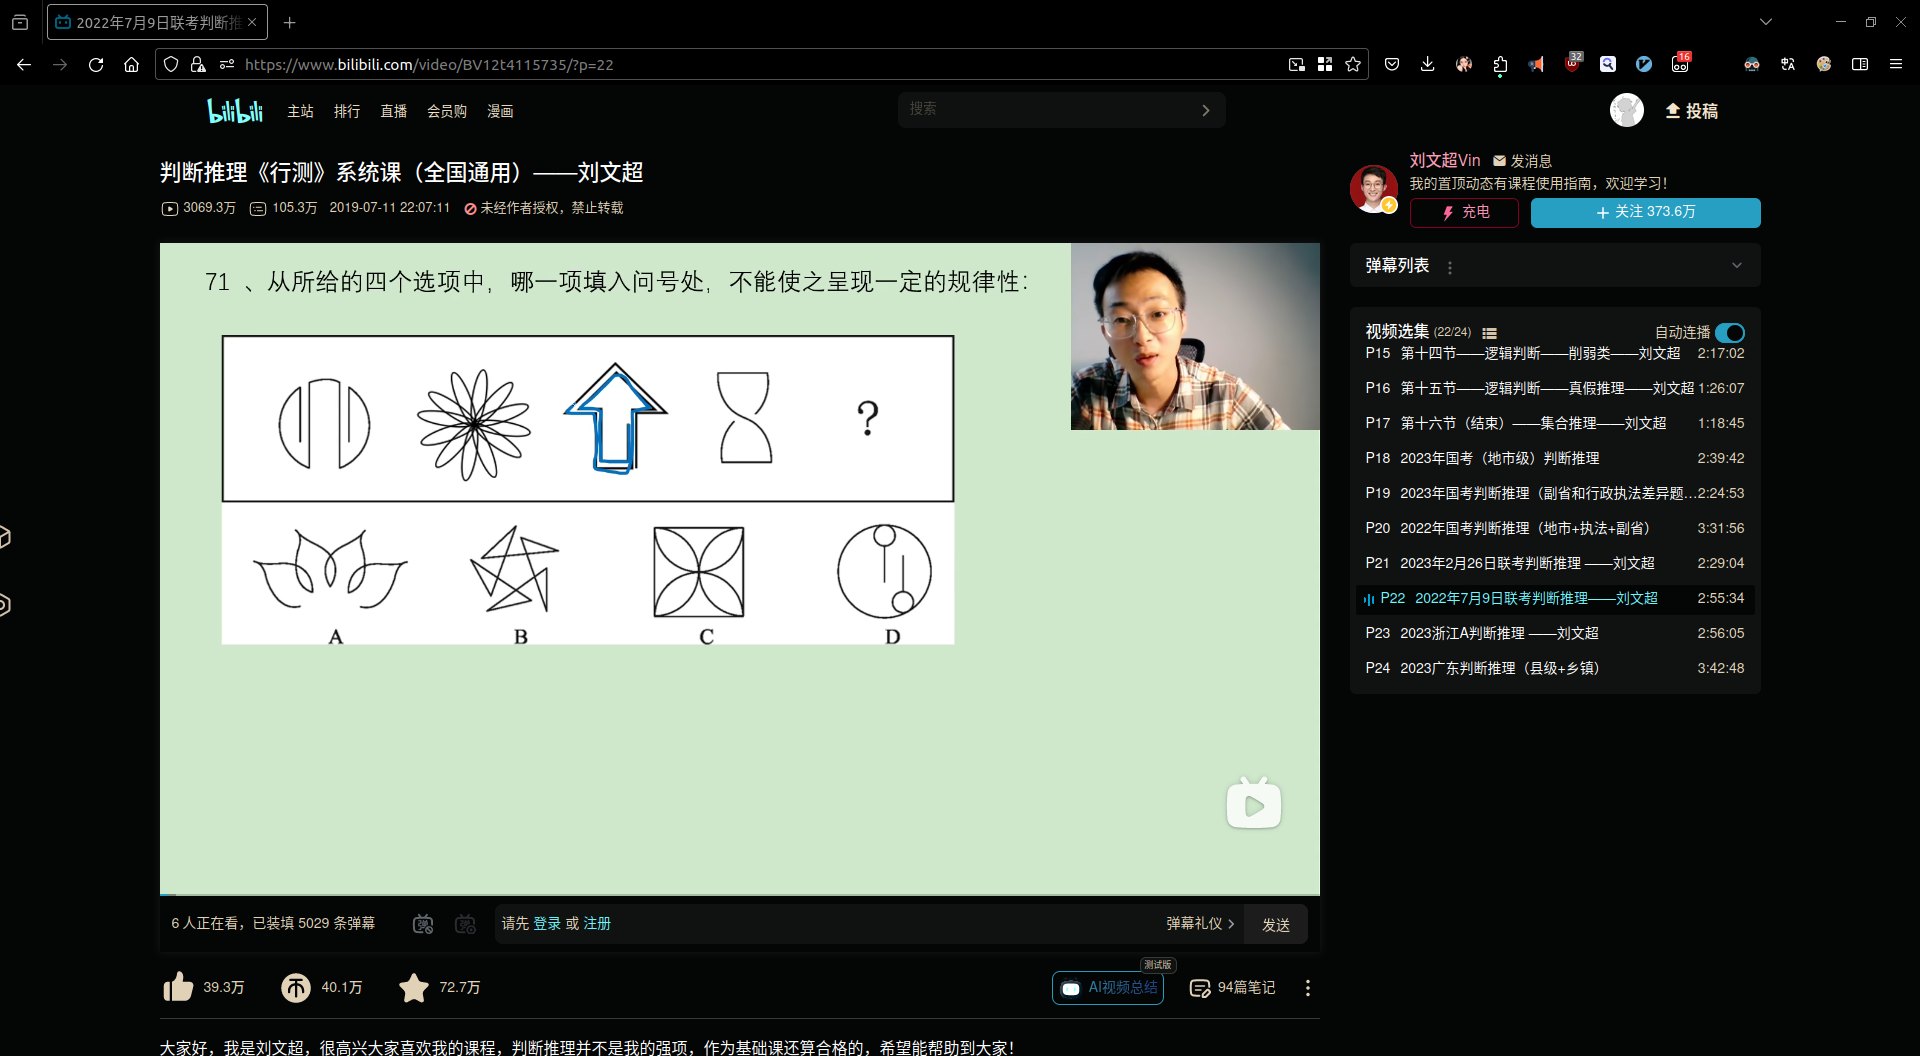 2022年7月9日联考判断推
https://www.bilibili.com/video/BV12t4115735/?p=22
32
16
bilibili
主站 排行 直播 会员购 漫画
搜索
投稿
判断推理《行测》系统课（全国通用）——刘文超
3069.3万 105.3万 2019-07-11 22:07:11 未经作者授权，禁止转载
刘文超Vin 发消息
我的置顶动态有课程使用指南，欢迎学习！
充电
+ 关注 373.6万
71 、从所给的四个选项中，哪一项填入问号处，不能使之呈现一定的规律性：
?
A B C D
弹幕列表
视频选集 (22/24) 自动连播
P15 第十四节——逻辑判断——削弱类——刘文超 2:17:02
P16 第十五节——逻辑判断——真假推理——刘文超 1:26:07
P17 第十六节（结束）——集合推理——刘文超 1:18:45
P18 2023年国考（地市级）判断推理 2:39:42
P19 2023年国考判断推理（副省和行政执法差异题… 2:24:53
P20 2022年国考判断推理（地市+执法+副省） 3:31:56
P21 2023年2月26日联考判断推理 ——刘文超 2:29:04
P22 2022年7月9日联考判断推理——刘文超 2:55:34
P23 2023浙江A判断推理 ——刘文超 2:56:05
P24 2023广东判断推理（县级+乡镇） 3:42:48
6 人正在看，已装填 5029 条弹幕
请先 登录 或 注册
弹幕礼仪
发送
39.3万 40.1万 72.7万
测试版
AI视频总结
94篇笔记
大家好，我是刘文超，很高兴大家喜欢我的课程，判断推理并不是我的强项，作为基础课还算合格的，希望能帮助到大家！